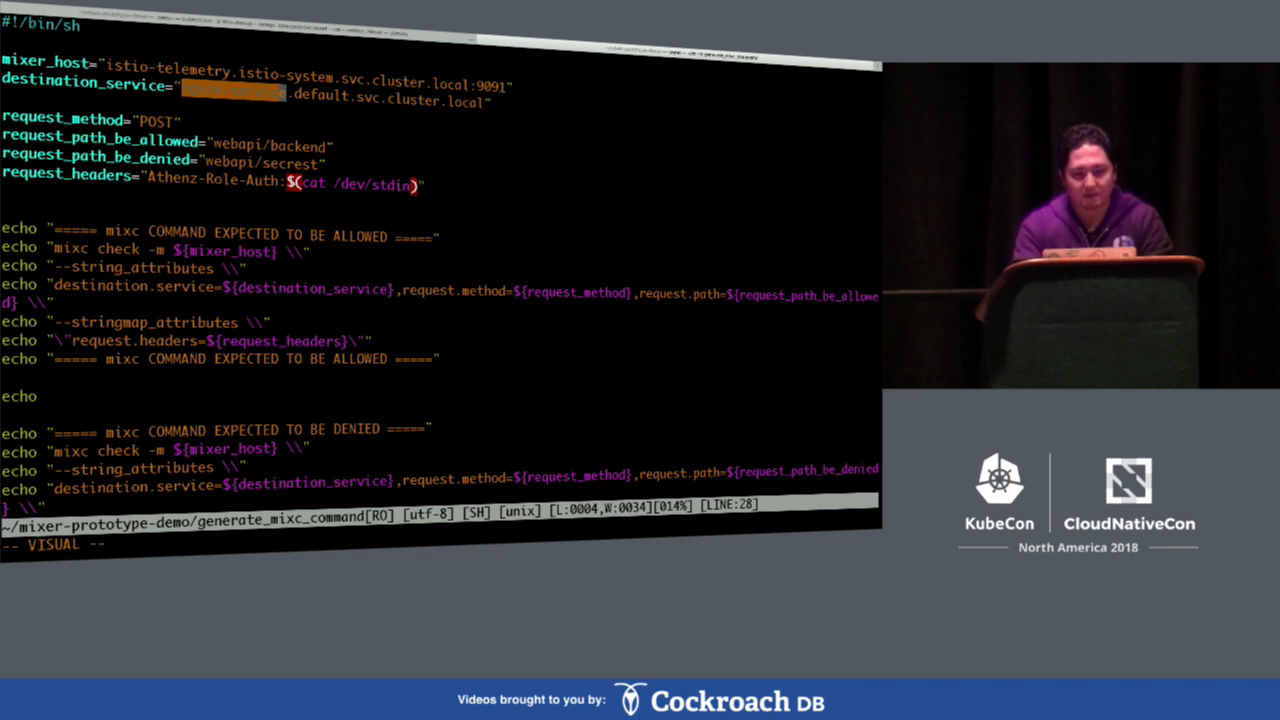 #!/bin/sh
mixer_host="istio-telemetry.istio-system.svc.cluster.local:9091"
destination_service=".default.svc.cluster.local"
request_method="POST"
request_path_be_allowed="webapi/backend"
request_path_be_denied="webapi/secrest"
request_headers="Athenz-Role-Auth:$(cat /dev/stdin)"
echo "===== mixc COMMAND EXPECTED TO BE ALLOWED ====="
echo "mixc check -m ${mixer_host} \\"
echo "--string_attributes \\"
echo "destination.service=${destination_service},request.method=${request_method},request.path=${request_path_be_allowe
d} \\"
echo "--stringmap_attributes \\"
echo "\"request.headers=${request_headers}\""
echo "===== mixc COMMAND EXPECTED TO BE ALLOWED ====="
echo
echo "===== mixc COMMAND EXPECTED TO BE DENIED ====="
echo "mixc check -m ${mixer_host} \\"
echo "--string_attributes \\"
echo "destination.service=${destination_service},request.method=${request_method},request.path=${request_path_be_denied
} \\"
~/mixer-prototype-demo/generate_mixc_command[RO] [utf-8] [SH] [unix] [L:0004,W:0034][014%] [LINE:28]
-- VISUAL --
KubeCon
CloudNativeCon
North America 2018
Videos brought to you by:
Cockroach DB